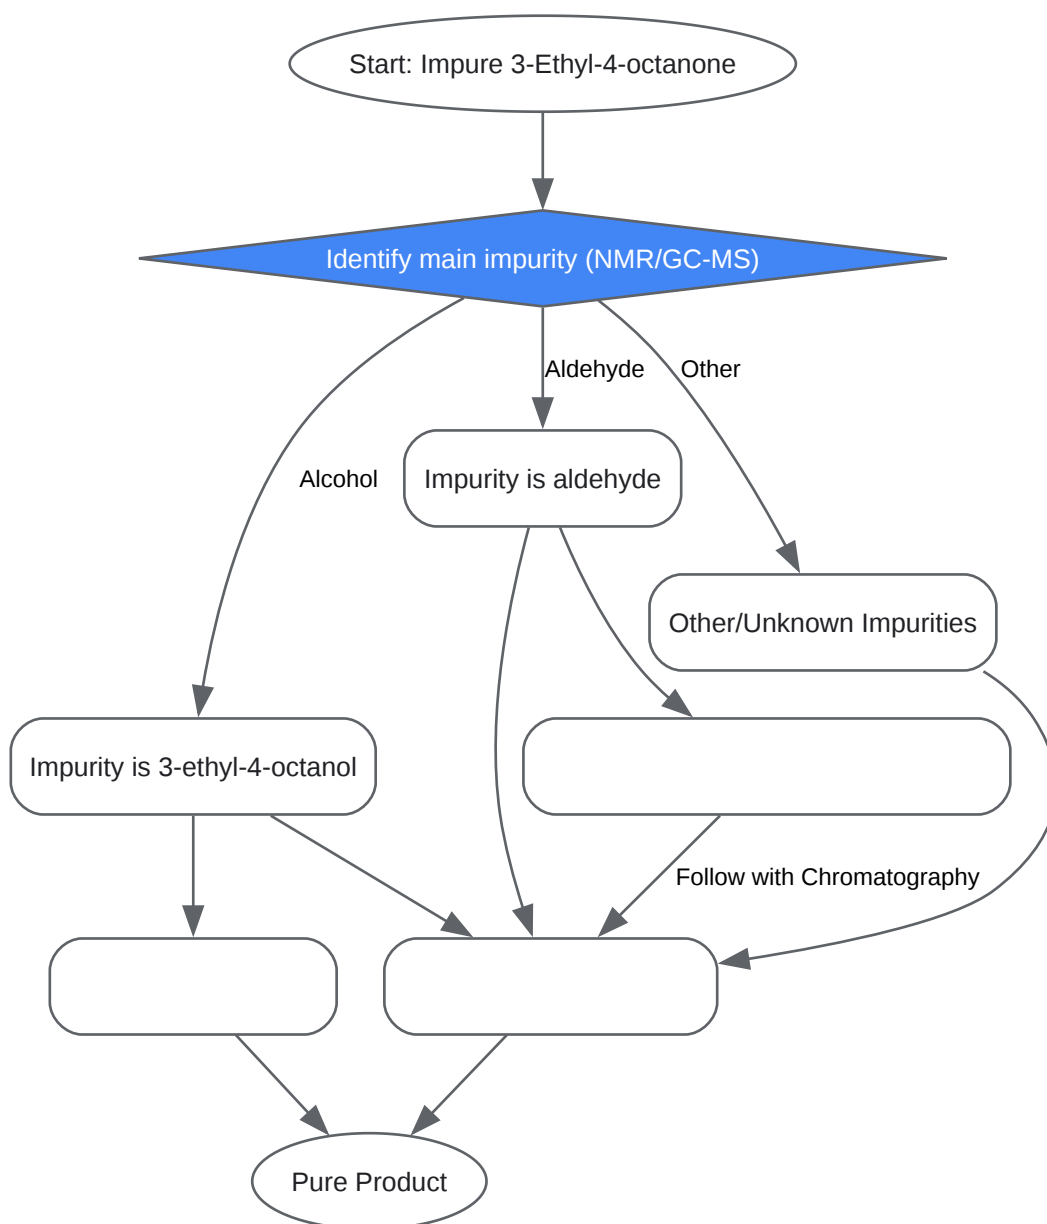 Start: Impure 3-Ethyl-4-octanone
Identify main impurity (NMR/GC-MS)
Aldehyde
Other
Alcohol
Impurity is aldehyde
Other/Unknown Impurities
Impurity is 3-ethyl-4-octanol
Follow with Chromatography
Pure Product